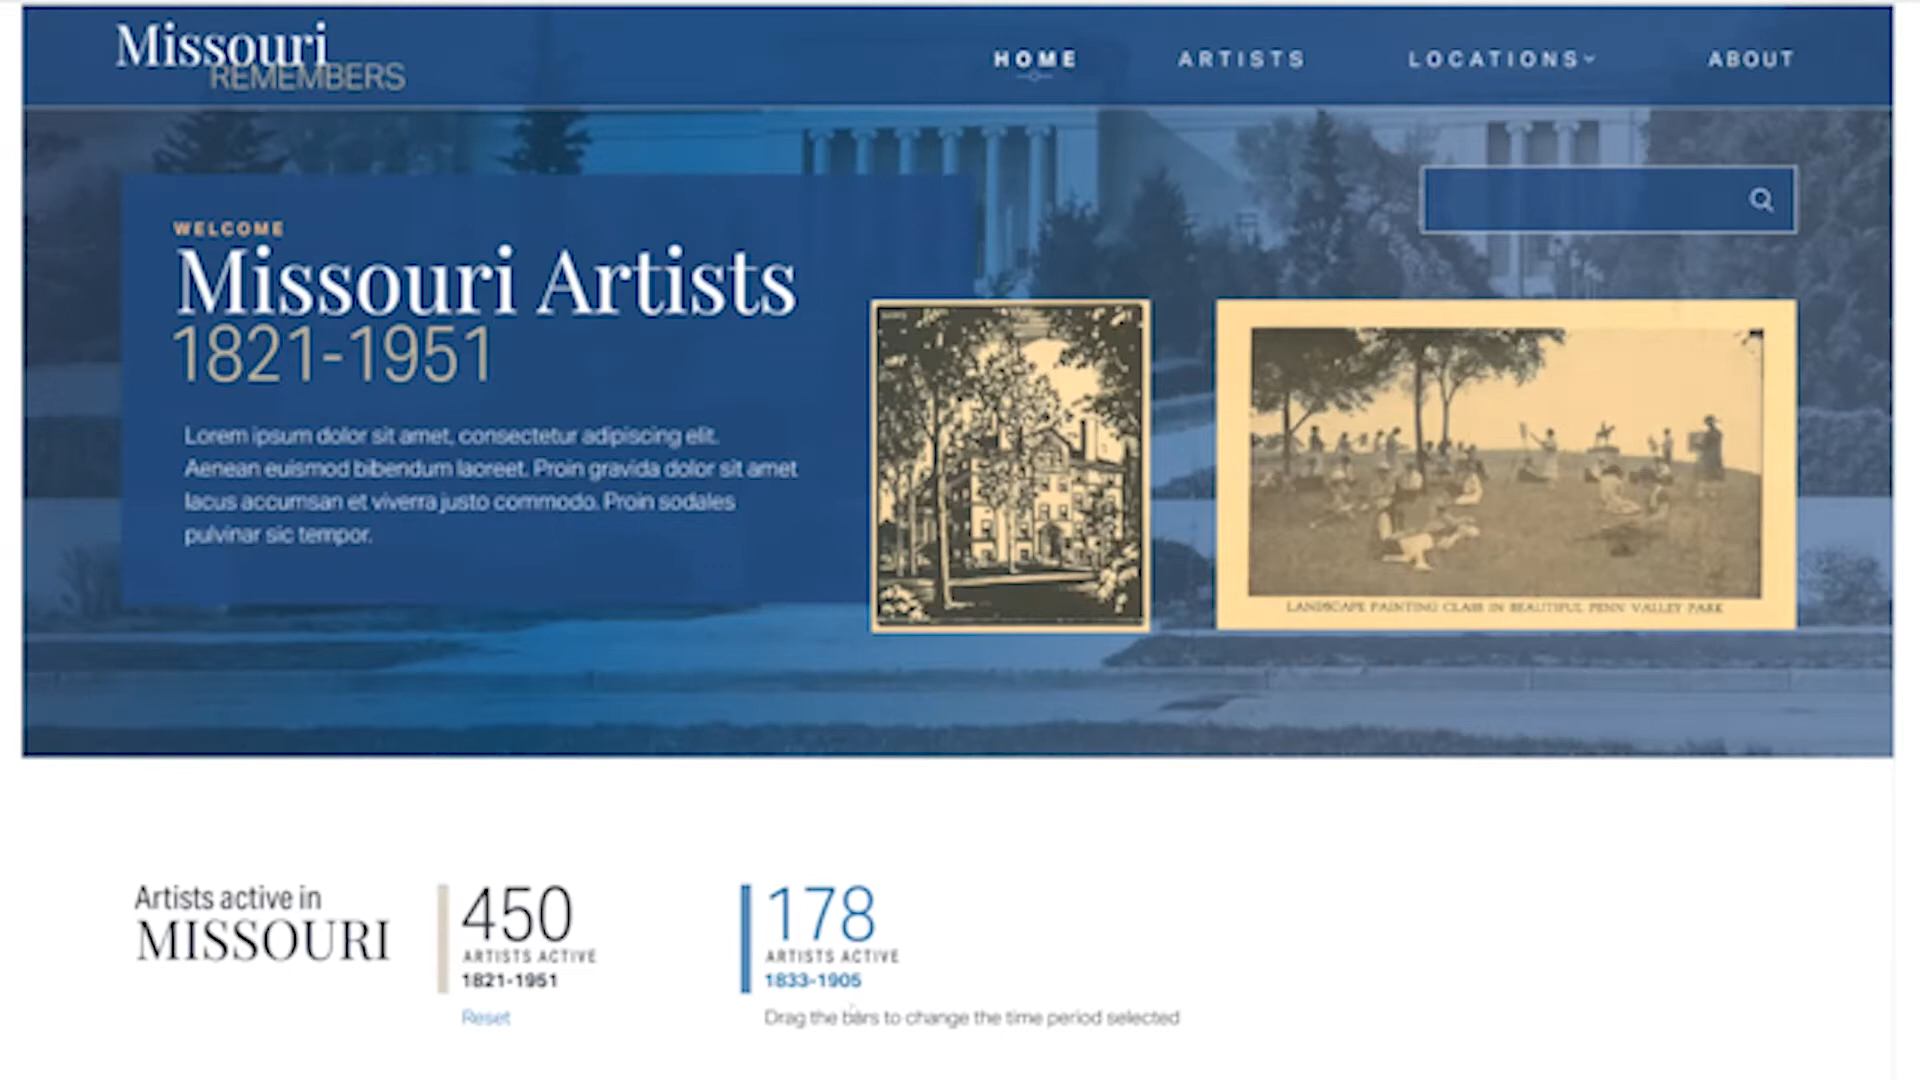 Missouri
REMEMBERS
HOME ARTISTS LOCATIONS ABOUT
WELCOME
Missouri Artists
1821-1951
Lorem ipsum dolor sit amet, consectetur adipiscing elit.
Aenean euismod bibendum laoreet. Proin gravida dolor sit amet
lacus accumsan et viverra justo commodo. Proin sodales
pulvinar sic tempor.
LANDSCAPE PAINTING CLASS IN BEAUTIFUL PENN VALLEY PARK
Artists active in
MISSOURI
450
ARTISTS ACTIVE
1821-1951
Reset
178
ARTISTS ACTIVE
1833-1905
Drag the bars to change the time period selected